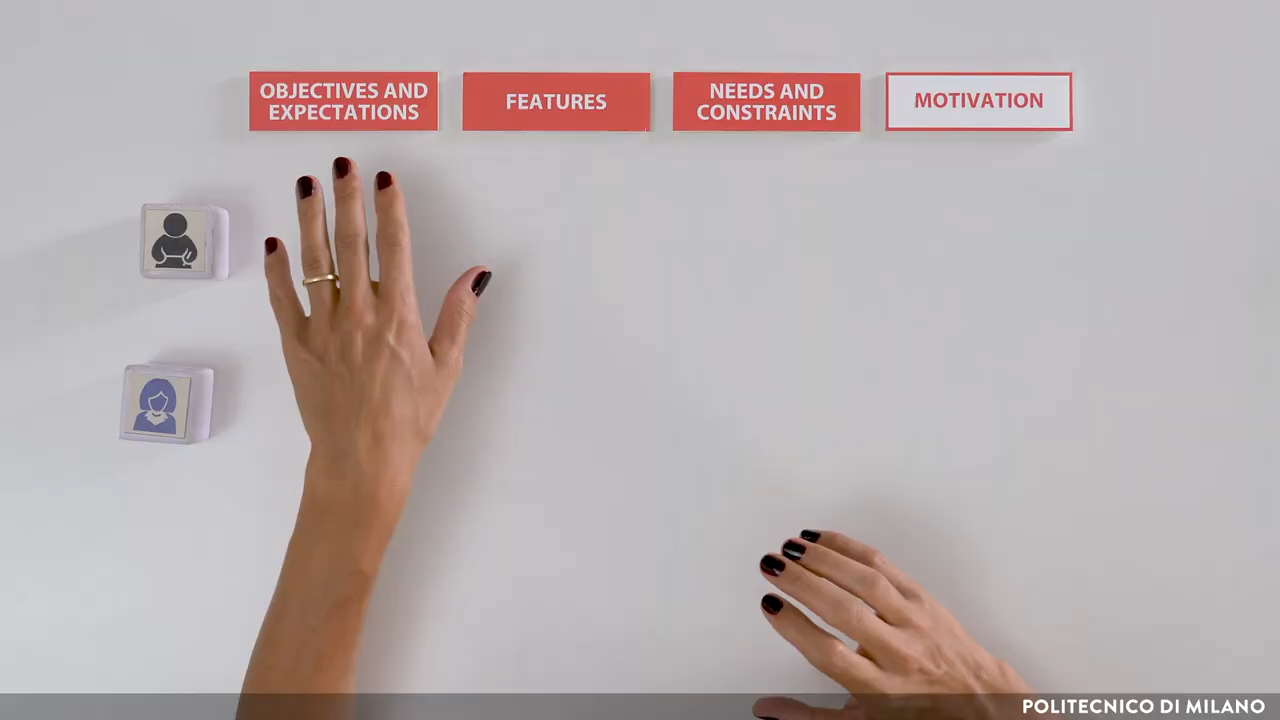 OBJECTIVES AND
EXPECTATIONS
FEATURES
NEEDS AND
CONSTRAINTS
MOTIVATION
POLITECNICO DI MILANO